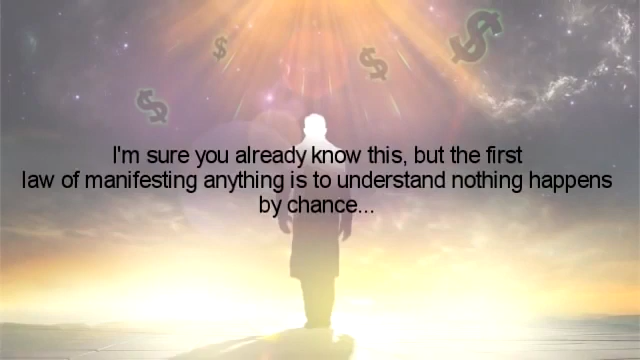 I'm sure you already know this, but the first
law of manifesting anything is to understand nothing happens
by chance...